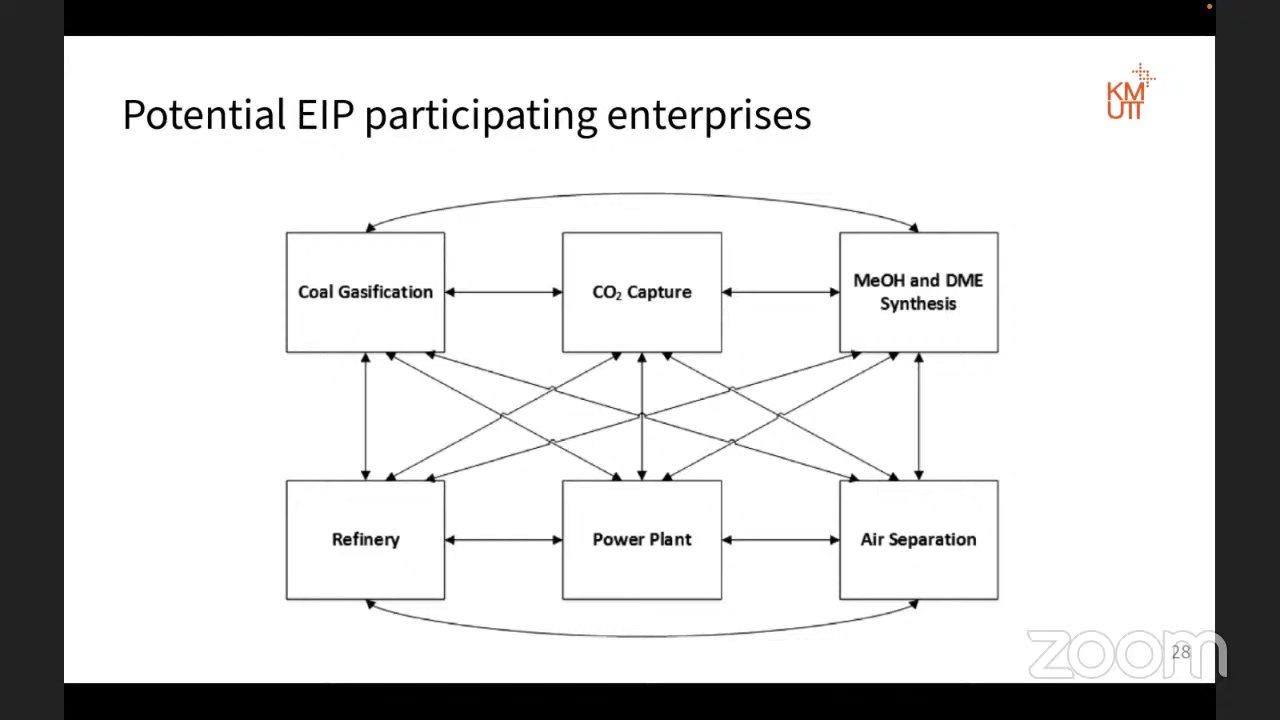 Potential EIP participating enterprises
KM
UTT
Coal Gasification
CO₂ Capture
MeOH and DME
Synthesis
Refinery
Power Plant
Air Separation
zoom
28